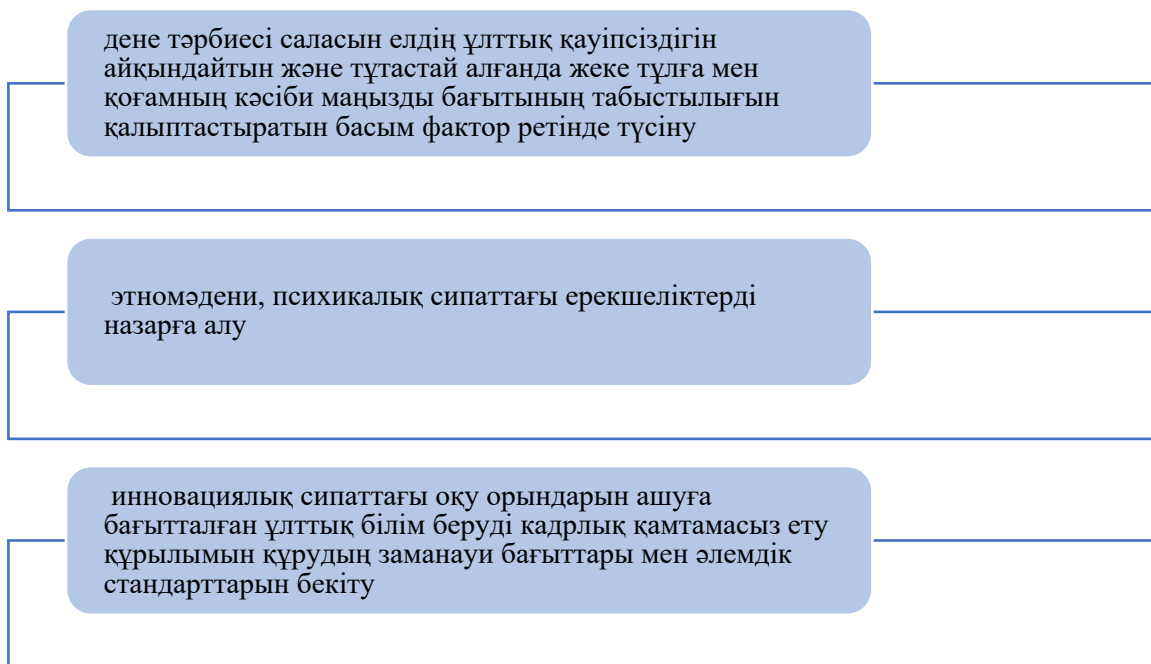 дене тәрбиесі саласын елдің ұлттық қауіпсіздігін
айқындайтын және тұтастай алғанда жеке тұлға мен
қоғамның кәсіби маңызды бағытының табыстылығын
қалыптастыратын басым фактор ретінде түсіну
этномәдени, психикалық сипаттағы ерекшеліктерді
назарға алу
инновациялық сипаттағы оқу орындарын ашуға
бағытталған ұлттық білім беруді кадрлық қамтамасыз ету
құрылымын құрудың заманауи бағыттары мен әлемдік
стандарттарын бекіту